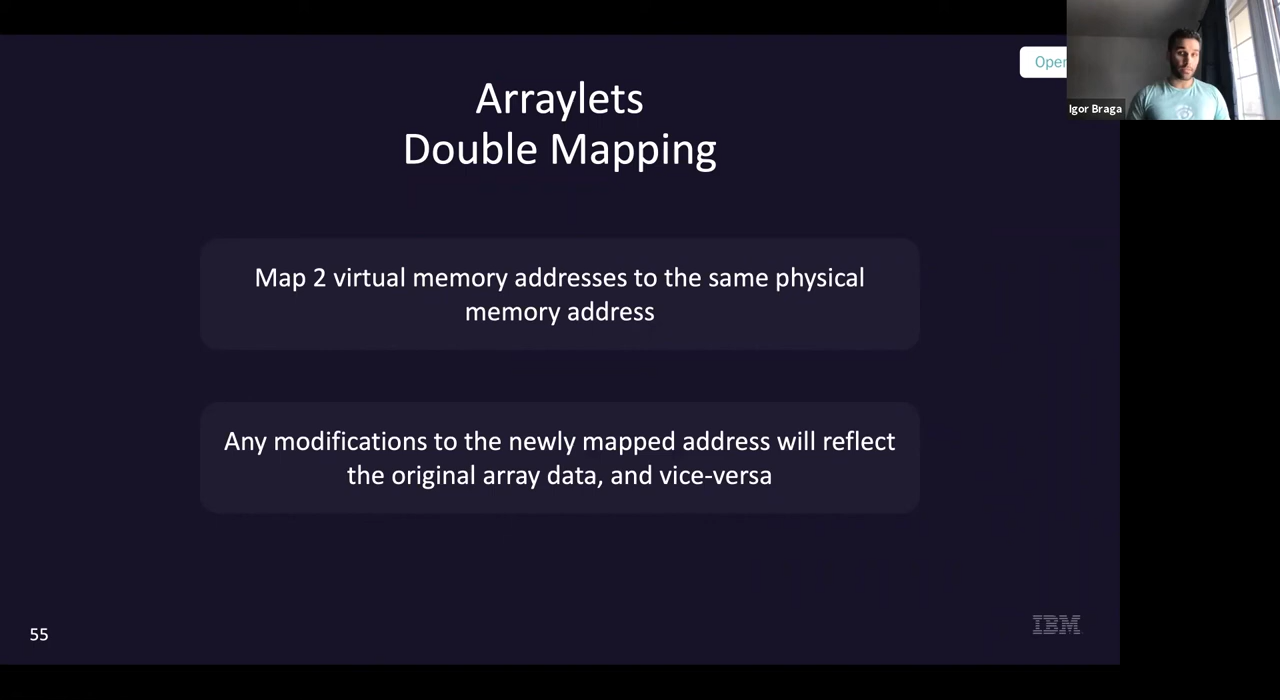 Arraylets
Double Mapping
Open
Igor Braga
Map 2 virtual memory addresses to the same physical
memory address
Any modifications to the newly mapped address will reflect
the original array data, and vice-versa
55
IBM